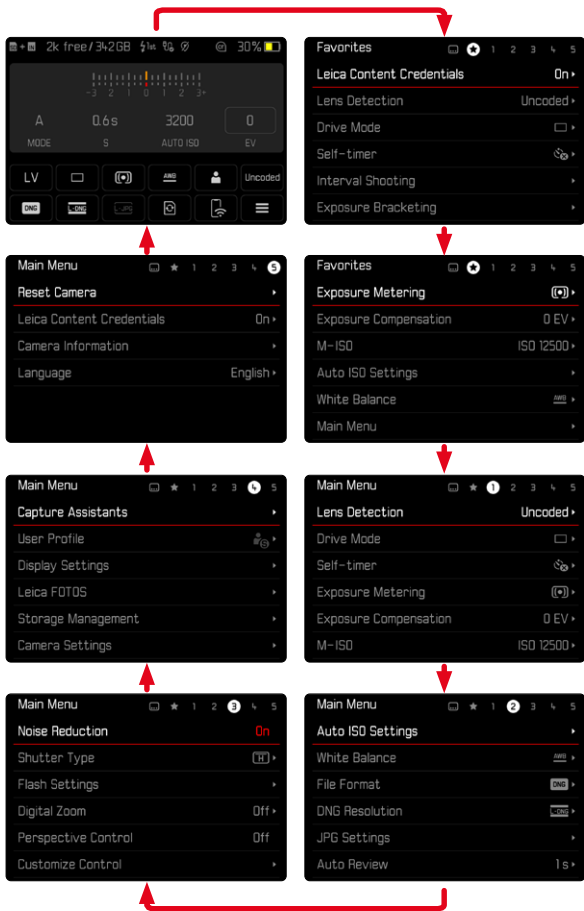 2k free/342GB 1st 30%
-3 2 1 0 1 2 3+
A 0.6s 3200 0
MODE S AUTO ISO EV
LV AWB Uncoded
DNG L-DNG L-JPG
Favorites 1 2 3 4 5
Leica Content Credentials On
Lens Detection Uncoded
Drive Mode
Self-timer
Interval Shooting
Exposure Bracketing
Favorites 1 2 3 4 5
Exposure Metering
Exposure Compensation 0 EV
M-ISO ISO 12500
Auto ISO Settings
White Balance AWB
Main Menu
Main Menu 1 2 3 4 5
Lens Detection Uncoded
Drive Mode
Self-timer
Exposure Metering
Exposure Compensation 0 EV
M-ISO ISO 12500
Main Menu 1 2 3 4 5
Auto ISO Settings
White Balance AWB
File Format DNG
DNG Resolution L-DNG
JPG Settings
Auto Review 1s
Main Menu 1 2 3 4 5
Noise Reduction On
Shutter Type
Flash Settings
Digital Zoom Off
Perspective Control Off
Customize Control
Main Menu 1 2 3 4 5
Capture Assistants
User Profile
Display Settings
Leica FOTOS
Storage Management
Camera Settings
Main Menu 1 2 3 4 5
Reset Camera
Leica Content Credentials On
Camera Information
Language English